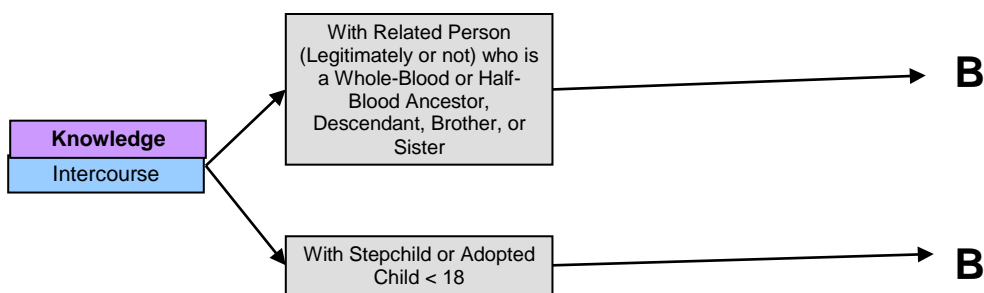 With Related Person
(Legitimately or not) who is
a Whole-Blood or Half-
Blood Ancestor,
Descendant, Brother, or
Sister
B
Knowledge
Intercourse
With Stepchild or Adopted
Child < 18
B